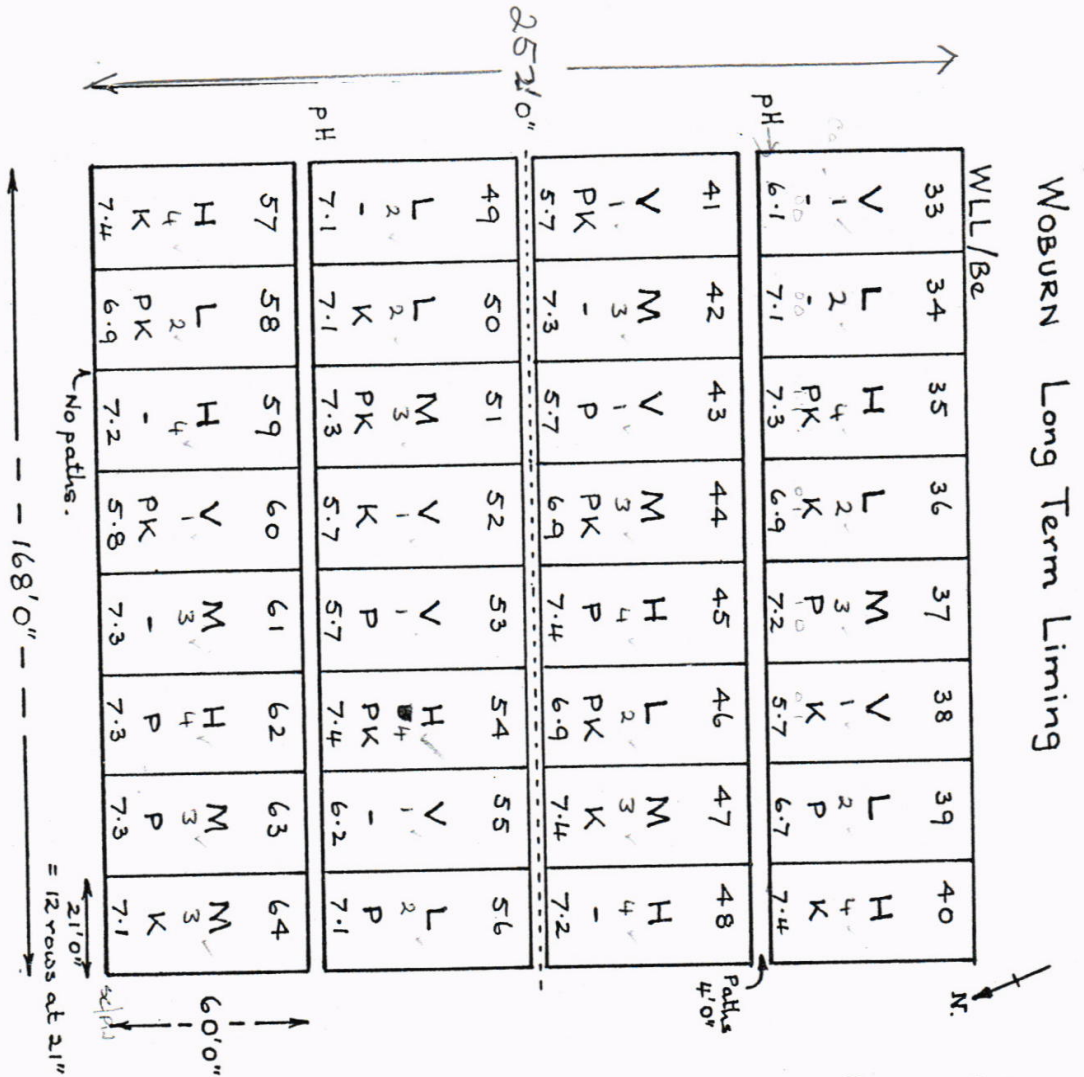 WOBURN Long Term Liming
WLL/Be
N.
252'0"
pH
33 34 35 36 37 38 39 40
V L H L M V L H
1 2 4 2 3 1 2 4
- - PK K P K P K
6.1 7.1 7.3 6.9 7.2 5.7 6.7 7.4
Paths
4'0"
41 42 43 44 45 46 47 48
V M V M H L M H
1 3 1 3 4 2 3 4
PK - P PK P PK K -
5.7 7.3 5.7 6.9 7.4 6.9 7.4 7.2
49 50 51 52 53 54 55 56
L L M V V H V L
2 2 3 1 1 4 1 2
- K PK K P PK - P
7.1 7.1 7.3 5.7 5.7 7.4 6.2 7.1
pH
57 58 59 60 61 62 63 64
H L H V M H M M
4 2 4 1 3 4 3 3
K PK - PK - P P K
7.4 6.9 7.2 5.8 7.3 7.3 7.3 7.1
60'0"
No paths.
21'0"
= 12 rows at 21"
168'0"